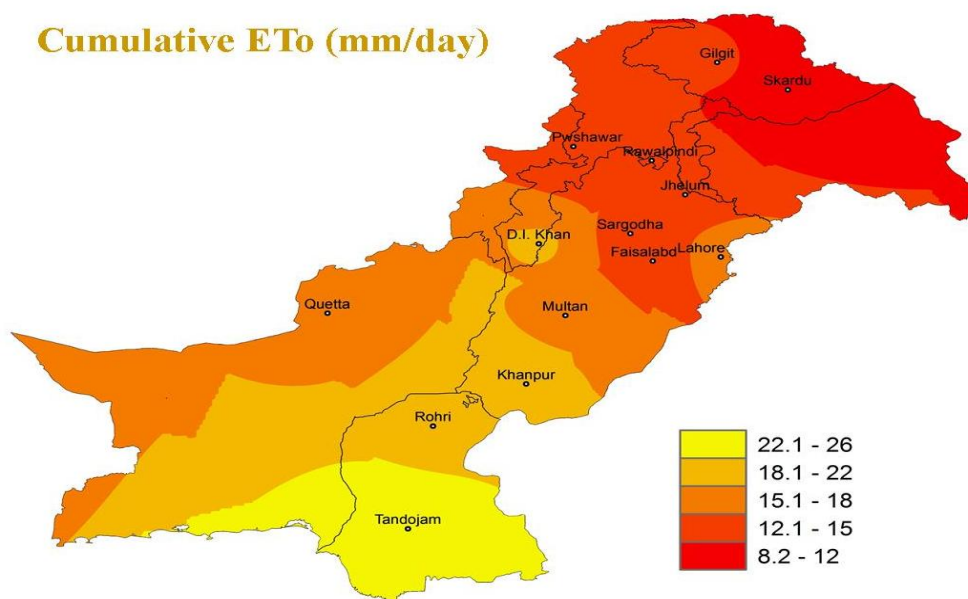 Cumulative ETo (mm/day)
Gilgit
Skardu
Pwshawar
Rawalpindi
Jhelum
Sargodha
D.I. Khan
Lahore
Faisalabd
Quetta
Multan
Khanpur
Rohri
Tandojam
22.1 - 26
18.1 - 22
15.1 - 18
12.1 - 15
8.2 - 12